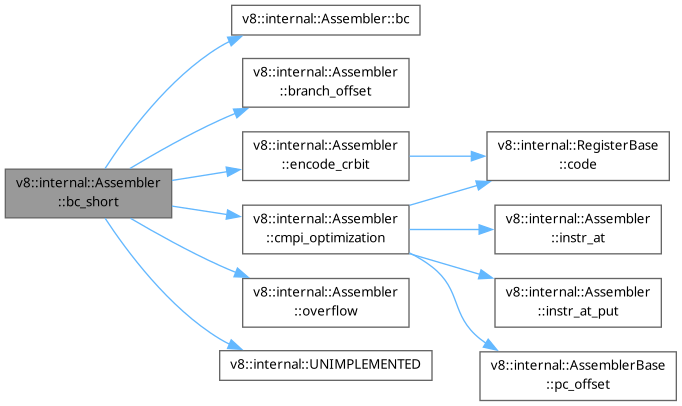 v8::internal::Assembler
::bc_short
v8::internal::Assembler::bc
v8::internal::Assembler
::branch_offset
v8::internal::Assembler
::encode_crbit
v8::internal::Assembler
::cmpi_optimization
v8::internal::Assembler
::overflow
v8::internal::UNIMPLEMENTED
v8::internal::RegisterBase
::code
v8::internal::Assembler
::instr_at
v8::internal::Assembler
::instr_at_put
v8::internal::AssemblerBase
::pc_offset